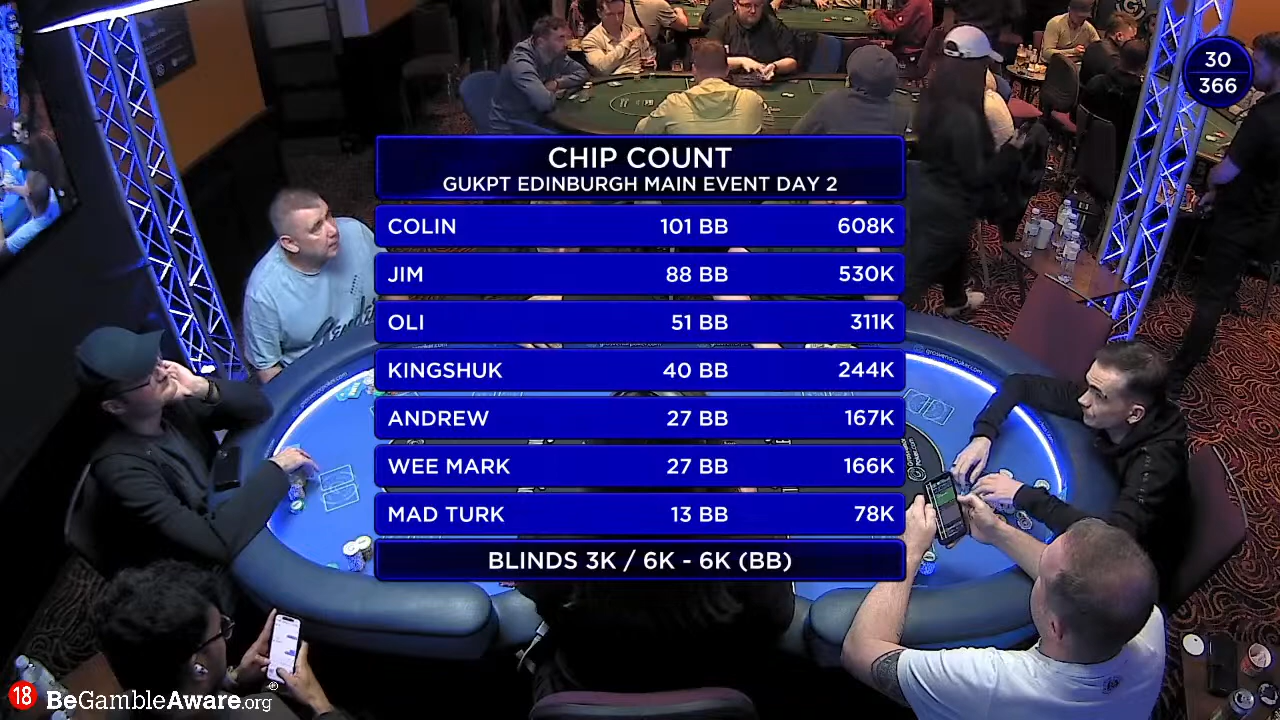 30
366
CHIP COUNT
GUKPT EDINBURGH MAIN EVENT DAY 2
COLIN 101 BB 608K
JIM 88 BB 530K
OLI 51 BB 311K
KINGSHUK 40 BB 244K
ANDREW 27 BB 167K
WEE MARK 27 BB 166K
MAD TURK 13 BB 78K
BLINDS 3K / 6K - 6K (BB)
18 BeGambleAware.org